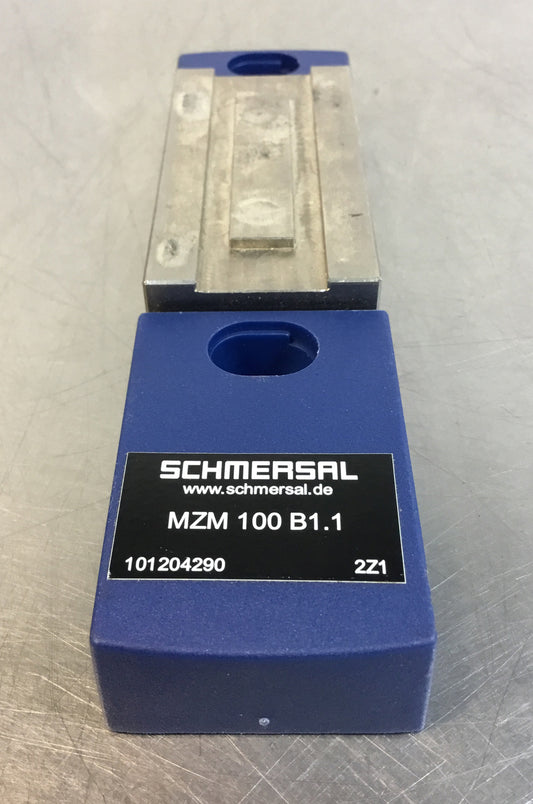 SCHMERSAL
www.schmersal.de
MZM 100 B1.1
101204290 2Z1